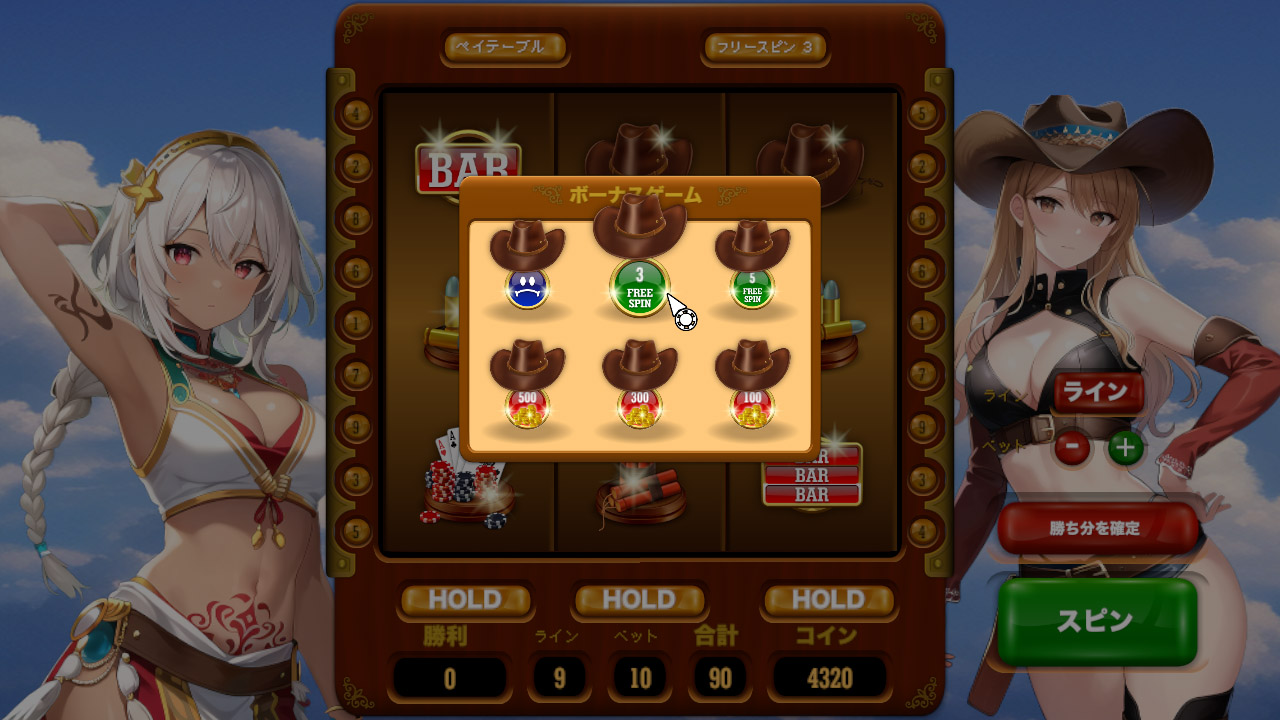 ペイテーブル
フリースピン 3
4
5
BAR
2
2
ボーナスゲーム
8
8
3
FREE
SPIN
5
FREE
SPIN
6
6
1
1
7
7
ライン
ライン
500
300
100
9
9
ベット
-
+
A
A
BAR
BAR
BAR
3
3
5
4
勝ち分を確定
HOLD
HOLD
HOLD
スピン
勝利
ライン
ベット
合計
コイン
0
9
10
90
4320